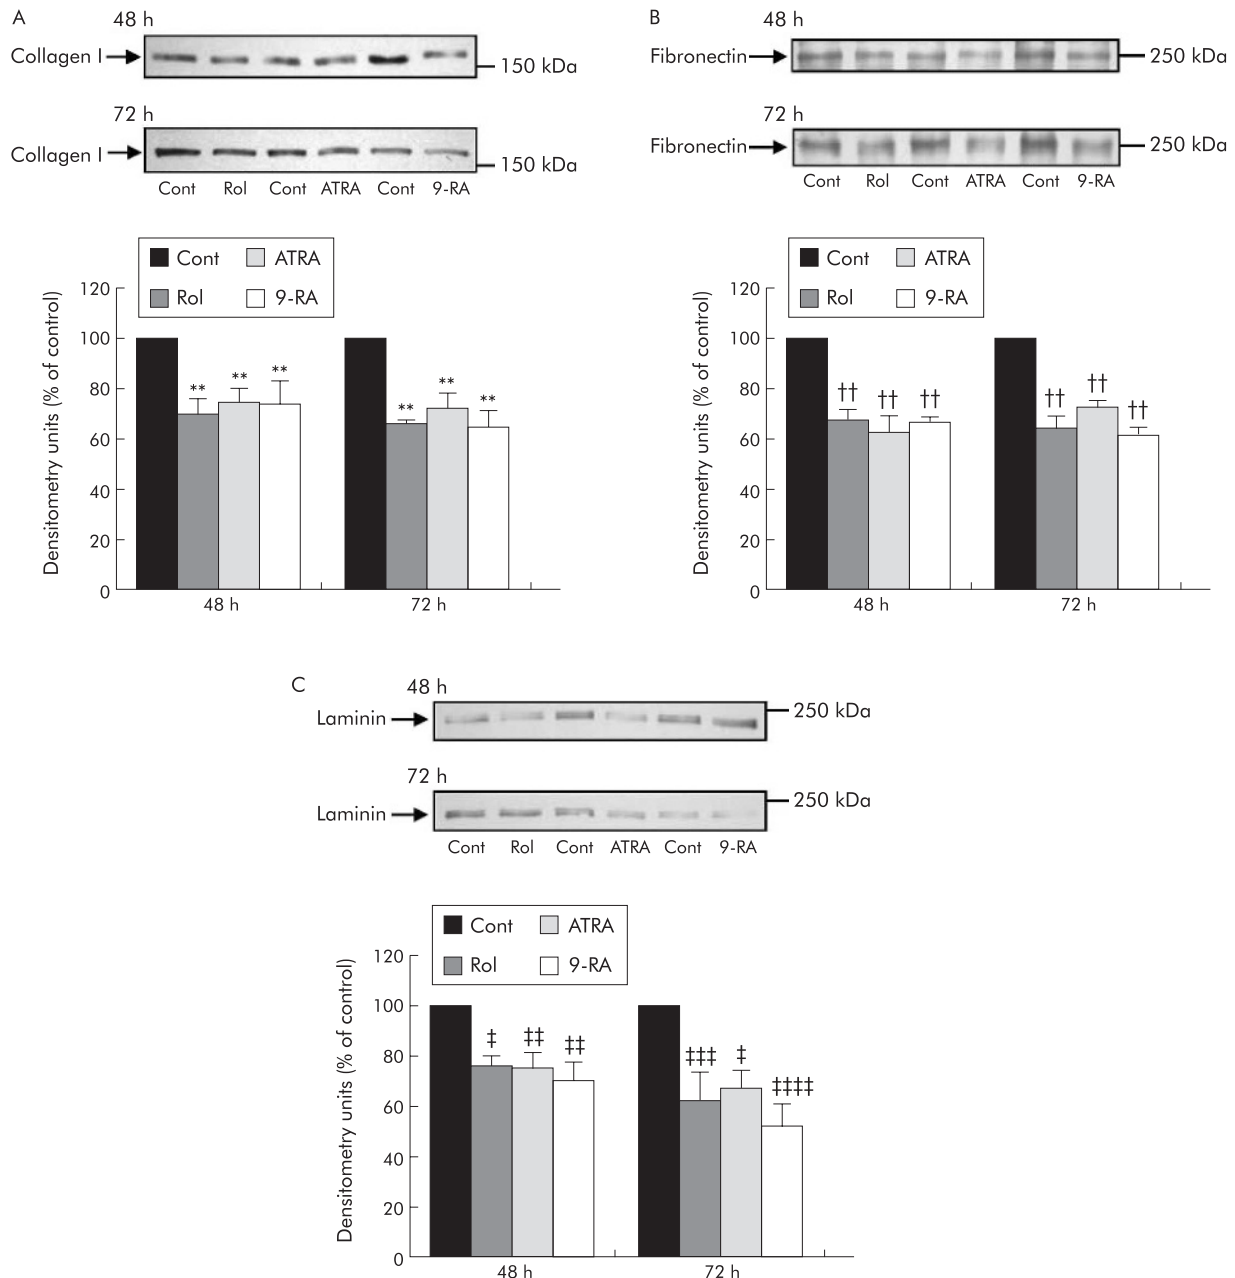 A
48 h
Collagen I
150 kDa
72 h
Collagen I
150 kDa
Cont Rol Cont ATRA Cont 9-RA
Cont ATRA
Rol 9-RA
Densitometry units (% of control)
120
100
80
60
40
20
0
** ** **
** ** **
48 h 72 h
B
48 h
Fibronectin
250 kDa
72 h
Fibronectin
250 kDa
Cont Rol Cont ATRA Cont 9-RA
Cont ATRA
Rol 9-RA
Densitometry units (% of control)
120
100
80
60
40
20
0
†† †† ††
†† †† ††
48 h 72 h
C
48 h
Laminin
250 kDa
72 h
Laminin
250 kDa
Cont Rol Cont ATRA Cont 9-RA
Cont ATRA
Rol 9-RA
Densitometry units (% of control)
120
100
80
60
40
20
0
‡ ‡‡ ‡‡
‡‡‡ ‡ ‡‡‡‡
48 h 72 h